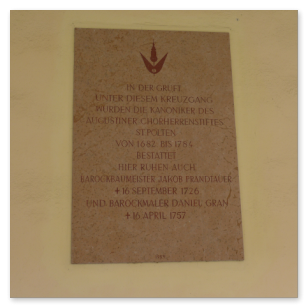 IN DER GRUFT
UNTER DIESEM KREUZGANG
WURDEN DIE KANONIKER DES
AUGUSTINER-CHORHERRENSTIFTES
ST. PÖLTEN
VON 1662 BIS 1784
BESTATTET
HIER RUHEN AUCH
BAROCKBAUMEISTER JAKOB PRANDTAUER
+ 16. SEPTEMBER 1726
UND BAROCKMALER DANIEL GRAN
+ 16. APRIL 1757